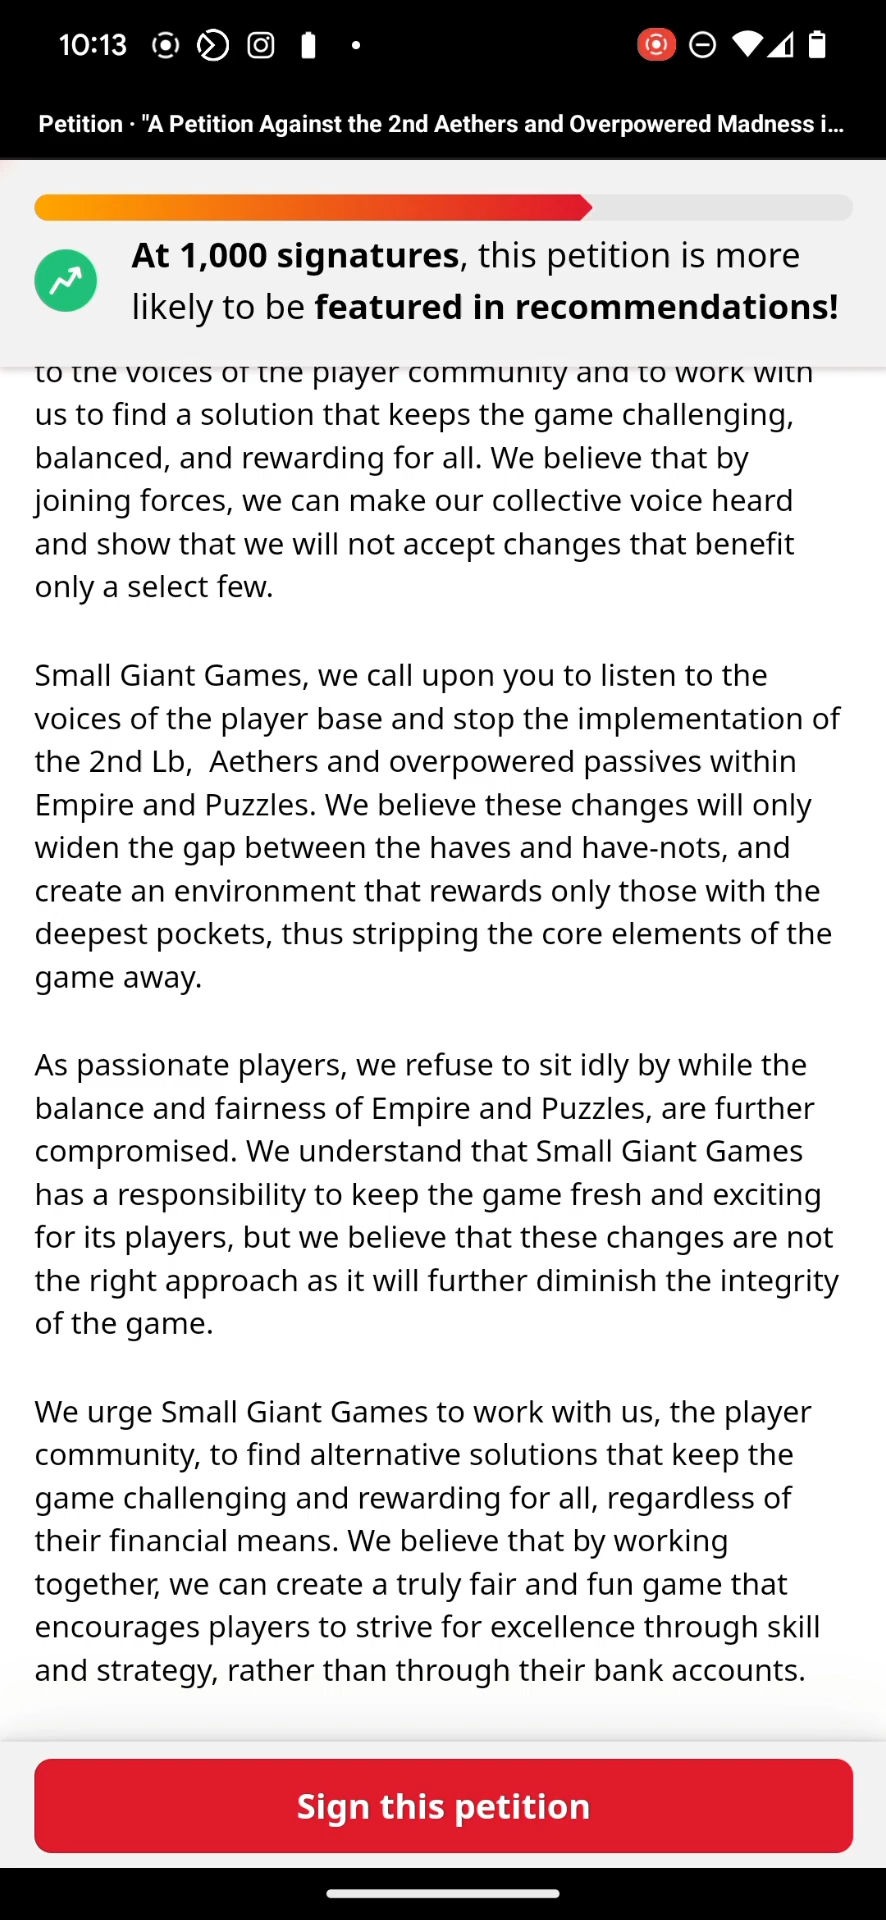 10:13
Petition · "A Petition Against the 2nd Aethers and Overpowered Madness i...
At 1,000 signatures, this petition is more
likely to be featured in recommendations!
to the voices of the player community and to work with
us to find a solution that keeps the game challenging,
balanced, and rewarding for all. We believe that by
joining forces, we can make our collective voice heard
and show that we will not accept changes that benefit
only a select few.
Small Giant Games, we call upon you to listen to the
voices of the player base and stop the implementation of
the 2nd Lb,  Aethers and overpowered passives within
Empire and Puzzles. We believe these changes will only
widen the gap between the haves and have-nots, and
create an environment that rewards only those with the
deepest pockets, thus stripping the core elements of the
game away.
As passionate players, we refuse to sit idly by while the
balance and fairness of Empire and Puzzles, are further
compromised. We understand that Small Giant Games
has a responsibility to keep the game fresh and exciting
for its players, but we believe that these changes are not
the right approach as it will further diminish the integrity
of the game.
We urge Small Giant Games to work with us, the player
community, to find alternative solutions that keep the
game challenging and rewarding for all, regardless of
their financial means. We believe that by working
together, we can create a truly fair and fun game that
encourages players to strive for excellence through skill
and strategy, rather than through their bank accounts.
Sign this petition